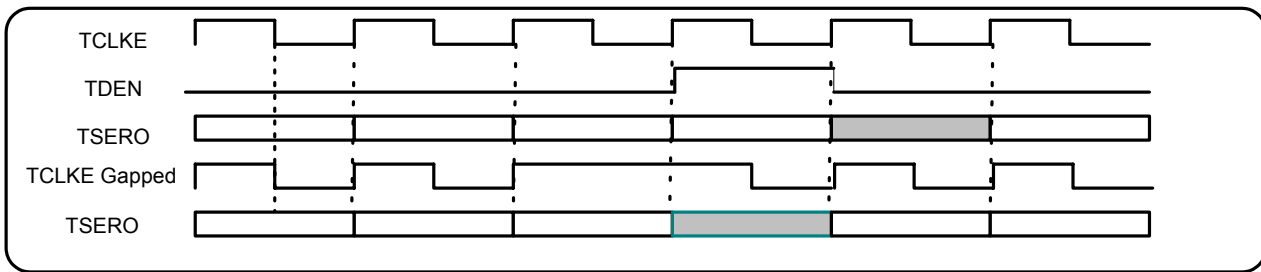 TCLKE
TDEN
TSERO
TCLKE Gapped
TSERO